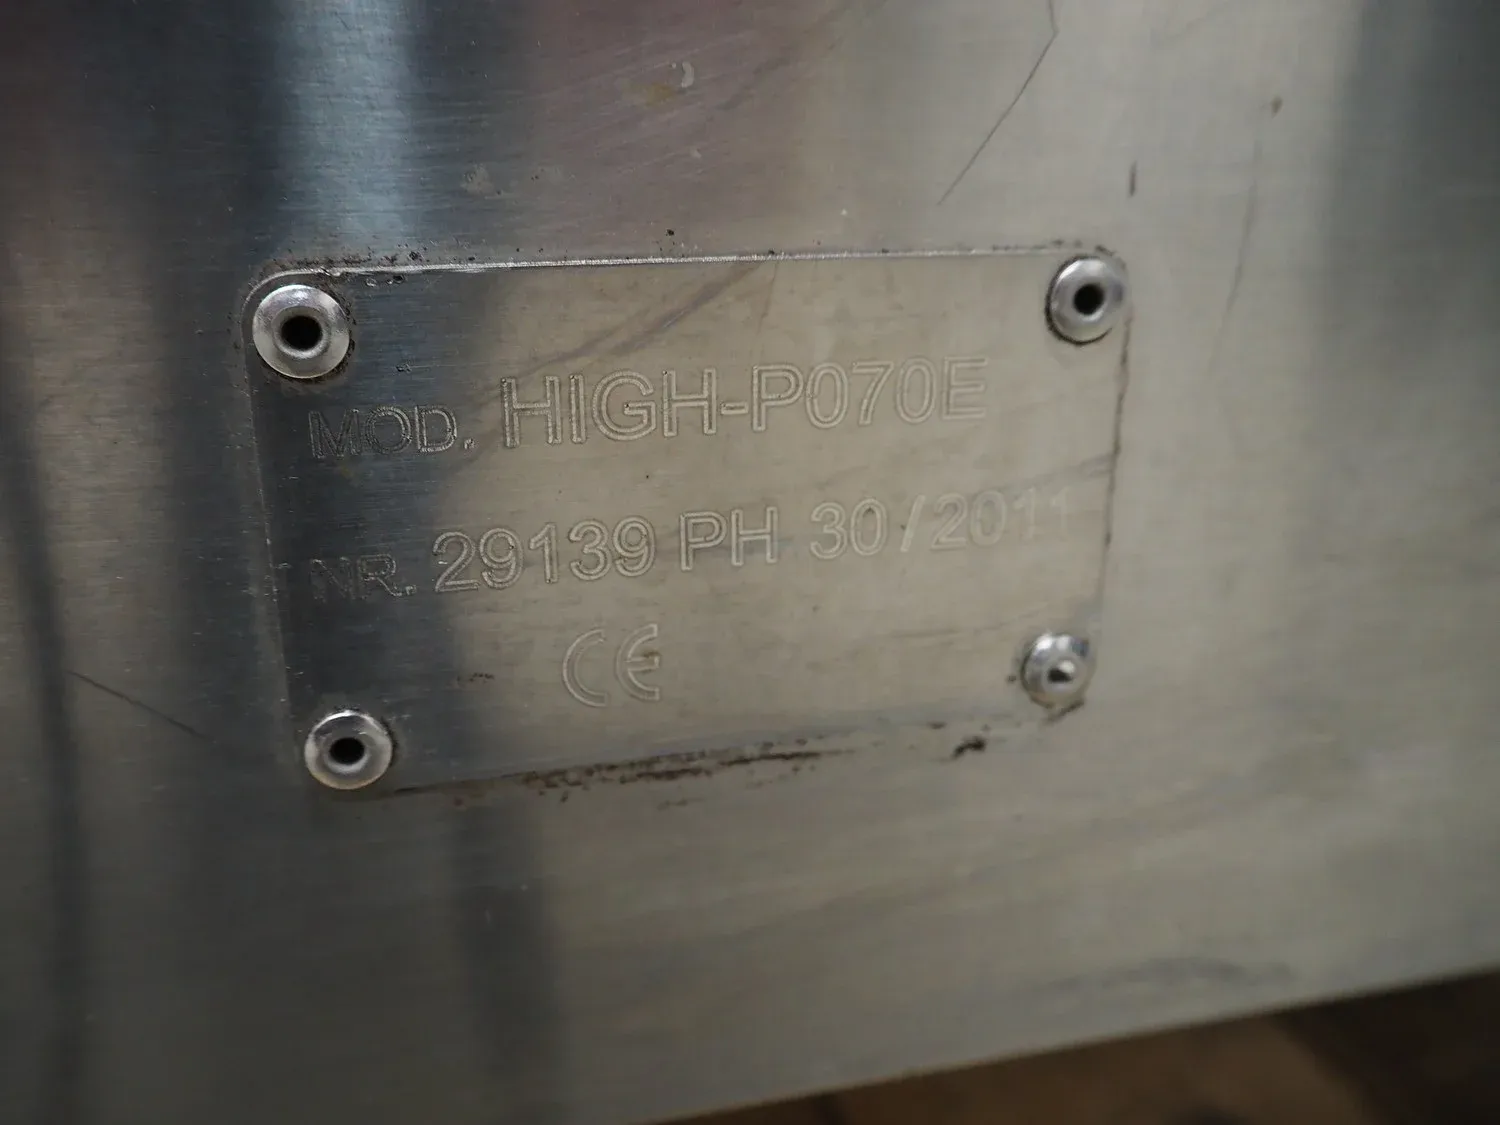 MOD. HIGH-P070E
NR. 29139 PH 30/2011
CE